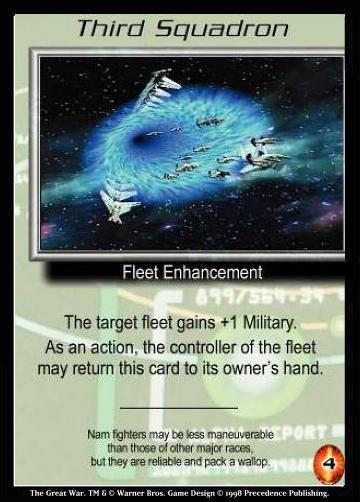 Third Squadron
Fleet Enhancement
The target fleet gains +1 Military.
As an action, the controller of the fleet
may return this card to its owner's hand.
Nam fighters may be less maneuverable
than those of other major races,
but they are reliable and pack a wallop.
4
The Great War. TM & © Warner Bros. Game Design © 1998 Precedence Publishing.